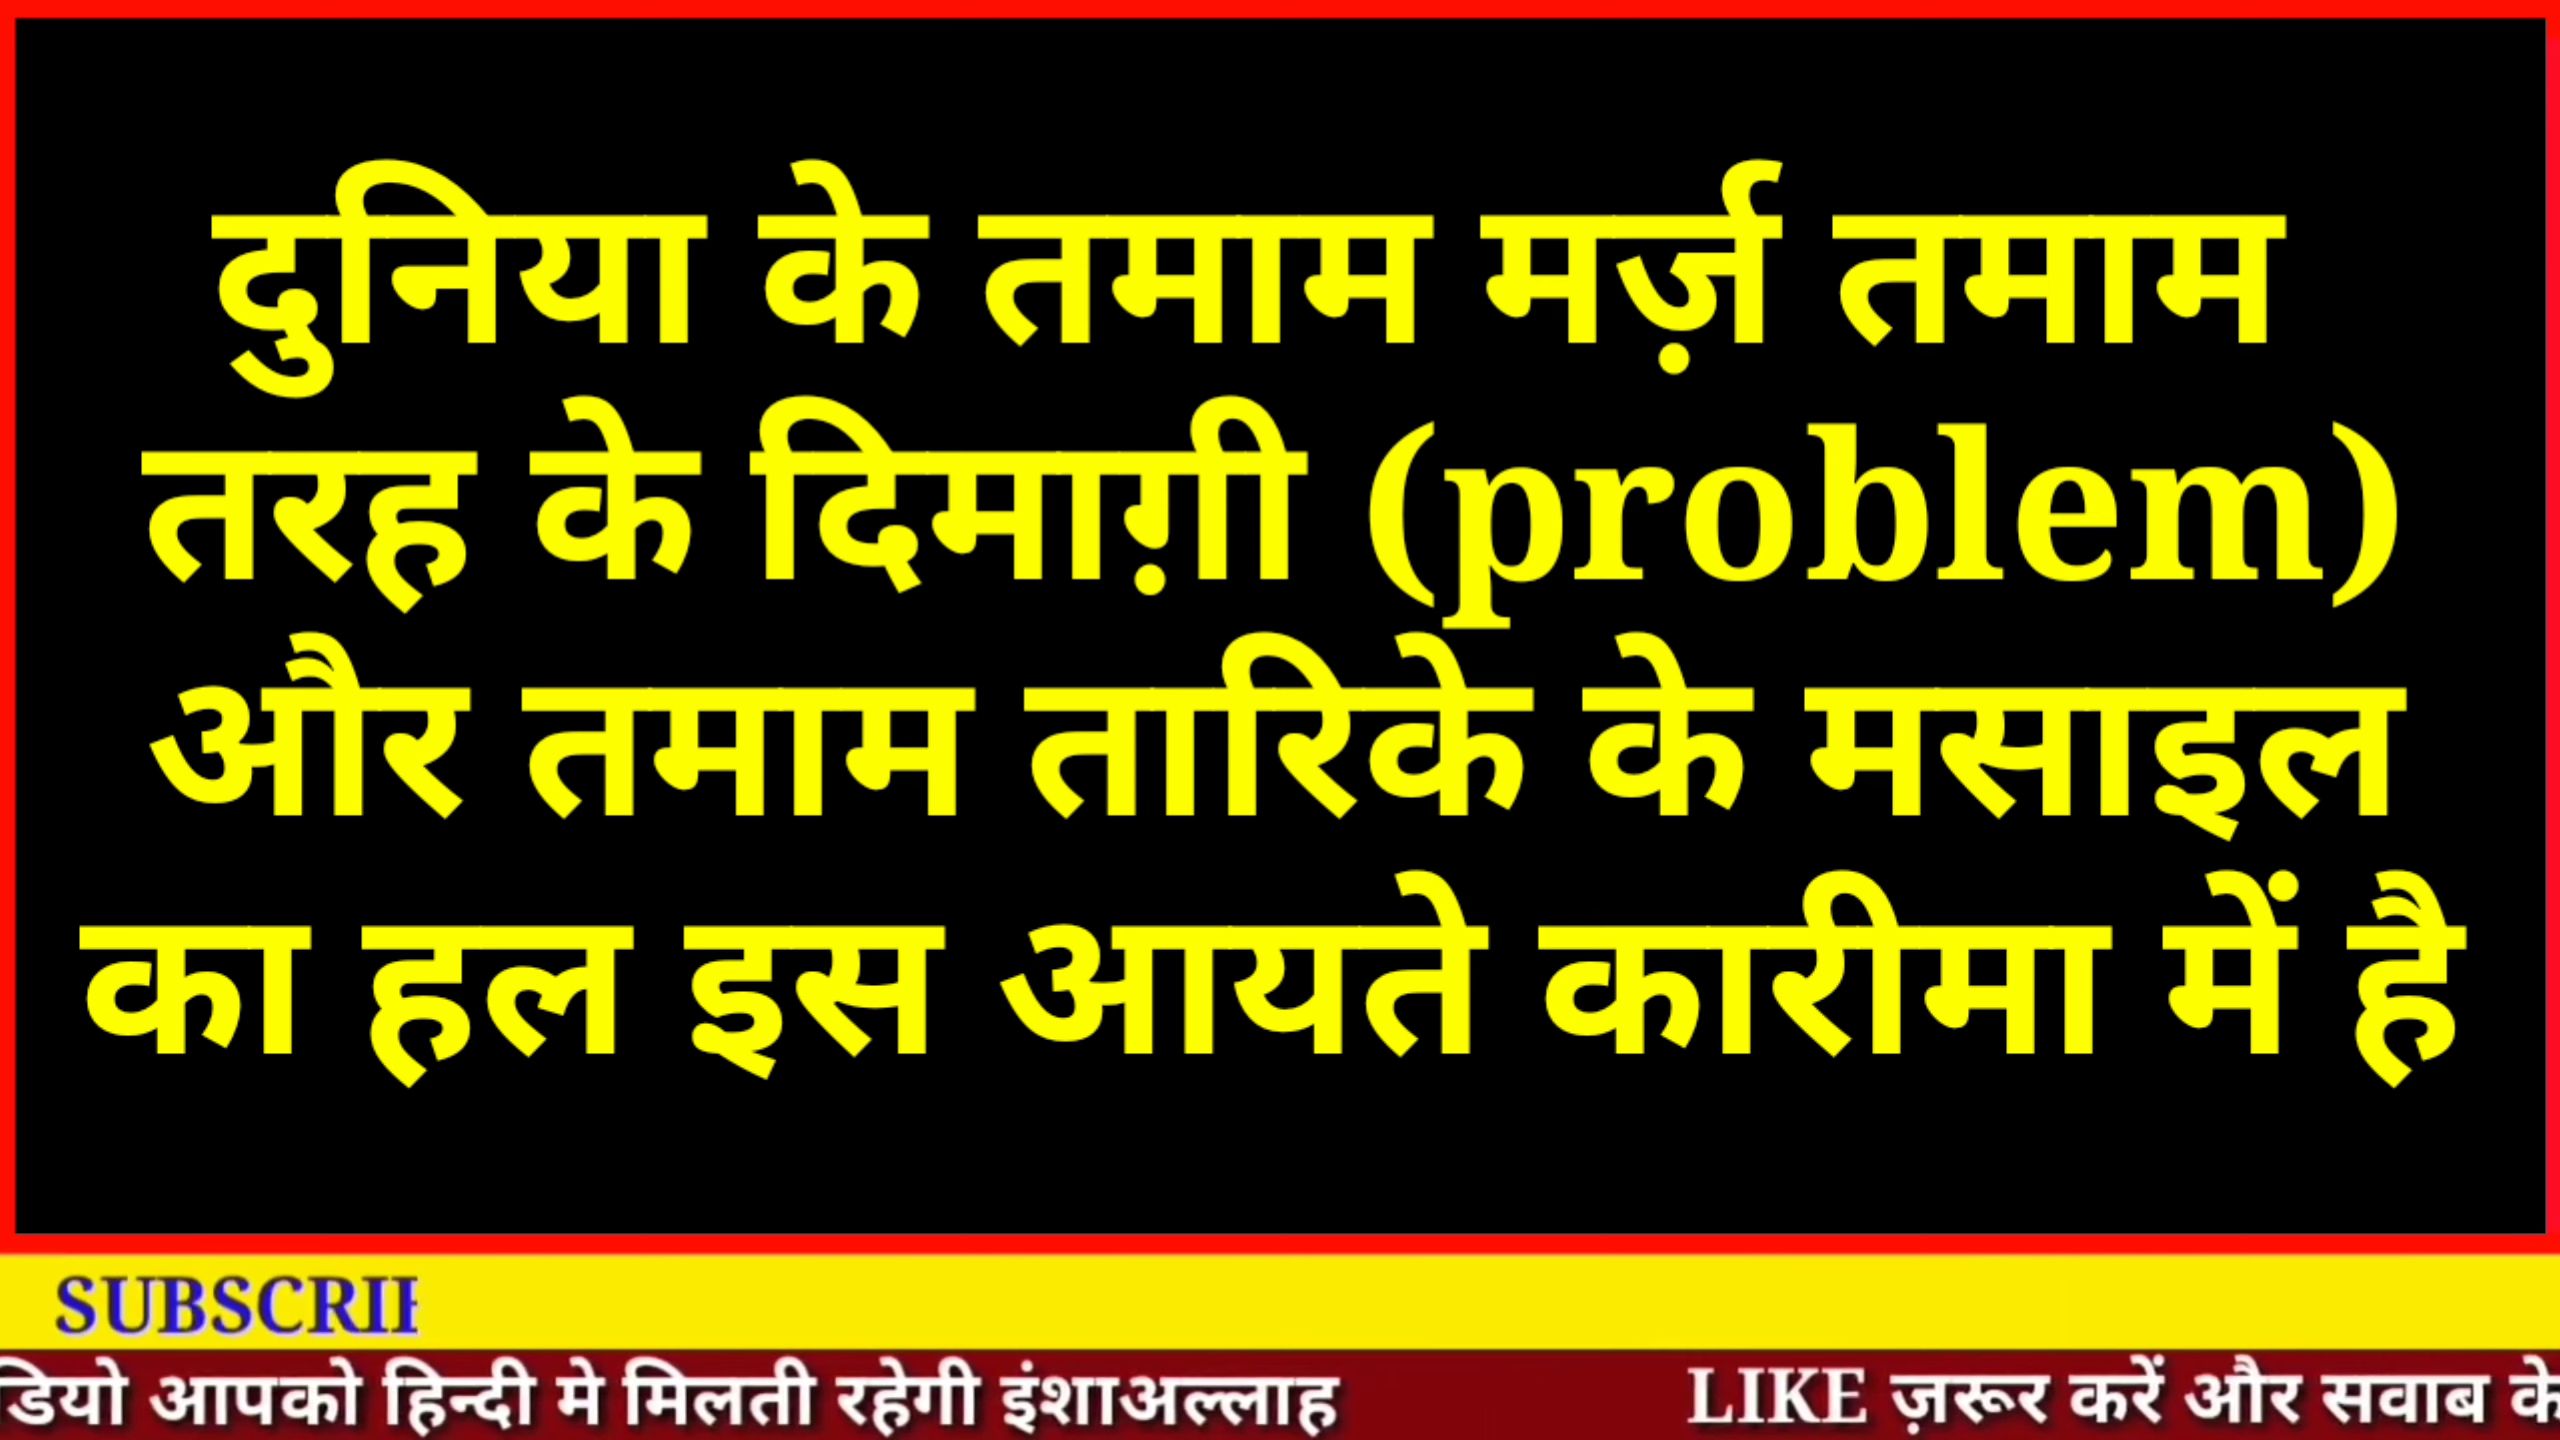 दुनिया के तमाम मर्ज़ तमाम
तरह के दिमाग़ी (problem)
और तमाम तारिके के मसाइल
का हल इस आयते कारीमा में है
SUBSCRI
डियो आपको हिन्दी मे मिलती रहेगी इंशाअल्लाह LIKE ज़रूर करें और सवाब के